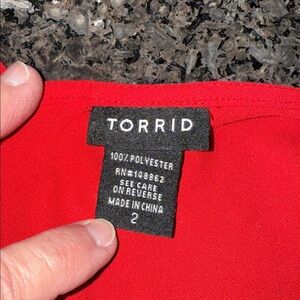 TORRID
100% POLYESTER
RN#148862
SEE CARE
ON REVERSE
MADE IN CHINA
2